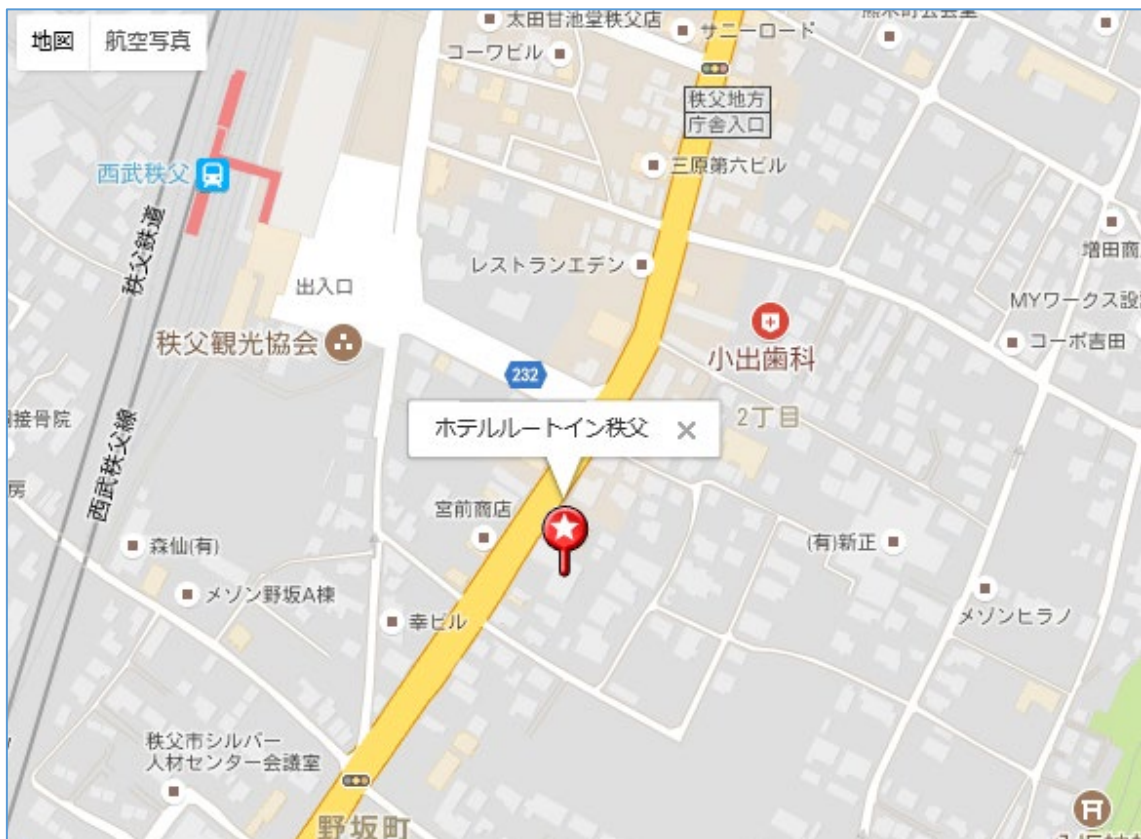 地図 航空写真
太田甘池堂秩父店
サニーロード
コーワビル
秩父地方
庁舎入口
三原第六ビル
西武秩父
秩父鉄道
出入口
レストランエデン
増田商
MYワークス設
コーポ吉田
小出歯科
秩父観光協会
232
2丁目
接骨院
西武秩父線
ホテルルートイン秩父 ×
房
宮前商店
森仙(有)
(有)新正
メゾン野坂A棟
幸ビル
メゾンヒラノ
秩父市シルバー
人材センター会議室
野坂町